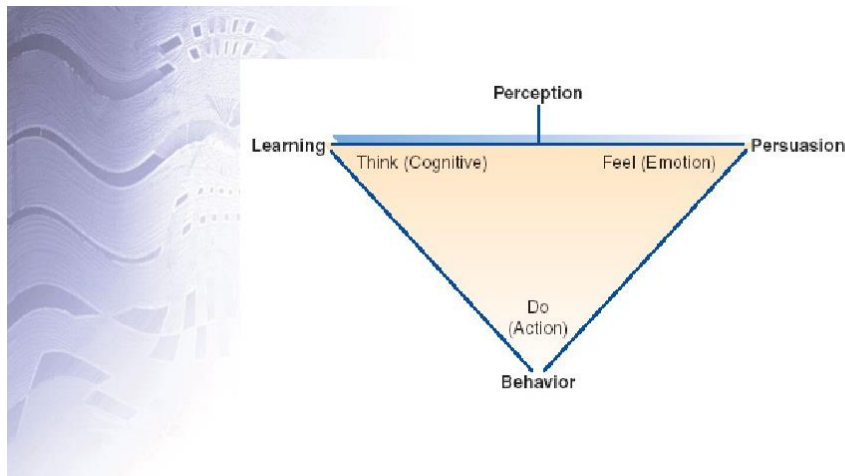 Perception
Learning
Persuasion
Think (Cognitive)
Feel (Emotion)
Do
(Action)
Behavior